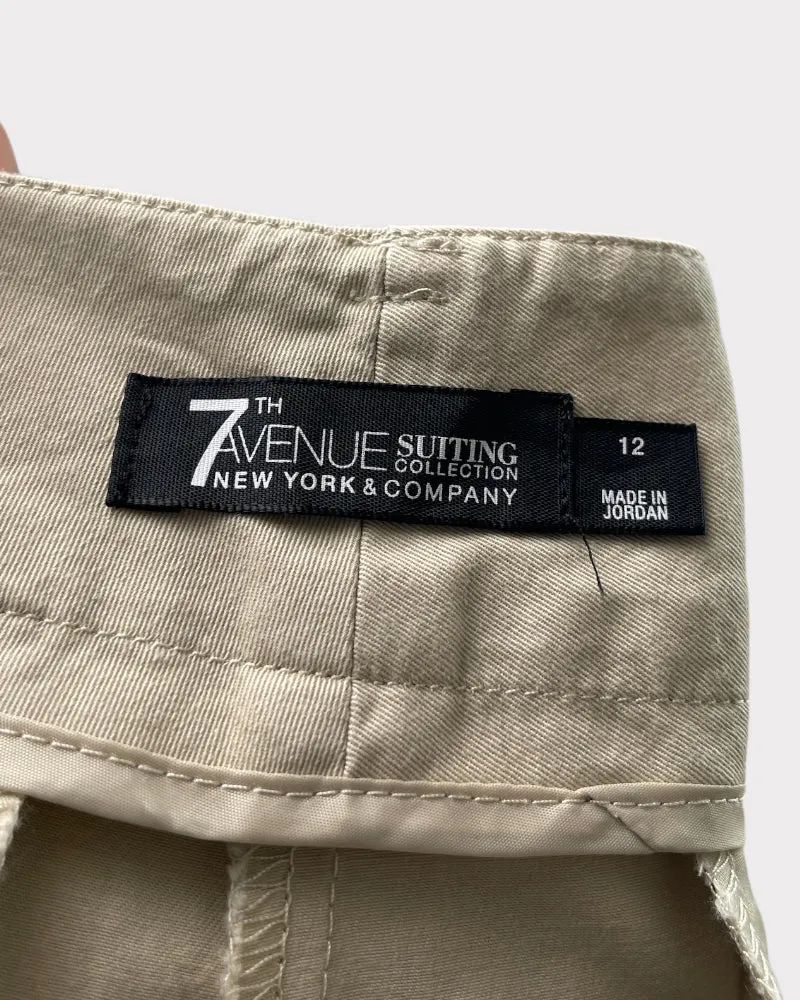 7TH
AVENUE SUITING
COLLECTION
NEW YORK & COMPANY
12
MADE IN
JORDAN